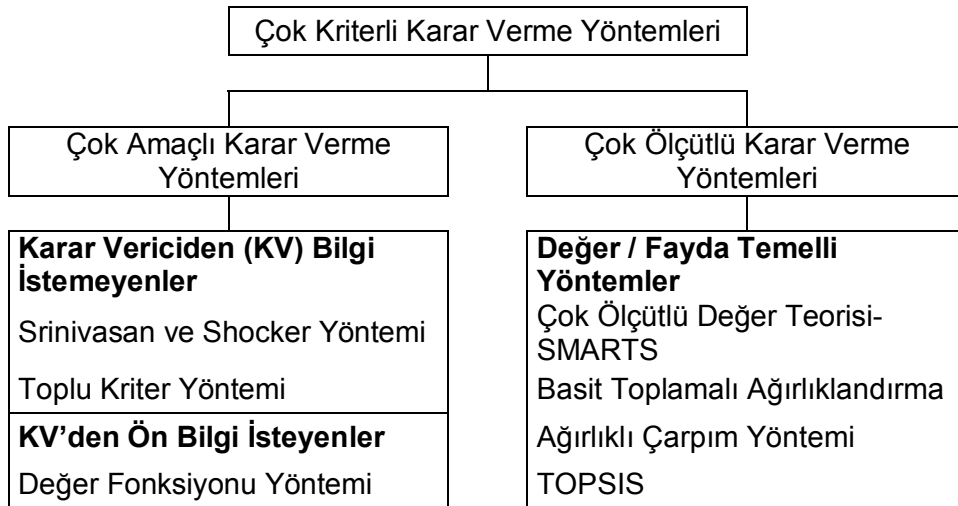 Çok Kriterli Karar Verme Yöntemleri
Çok Amaçlı Karar Verme
Yöntemleri
Çok Ölçütlü Karar Verme
Yöntemleri
Karar Vericiden (KV) Bilgi
İstemeyenler
Srinivasan ve Shocker Yöntemi
Toplu Kriter Yöntemi
KV’den Ön Bilgi İsteyenler
Değer Fonksiyonu Yöntemi
Değer / Fayda Temelli
Yöntemler
Çok Ölçütlü Değer Teorisi-
SMARTS
Basit Toplamalı Ağırlıklandırma
Ağırlıklı Çarpım Yöntemi
TOPSIS